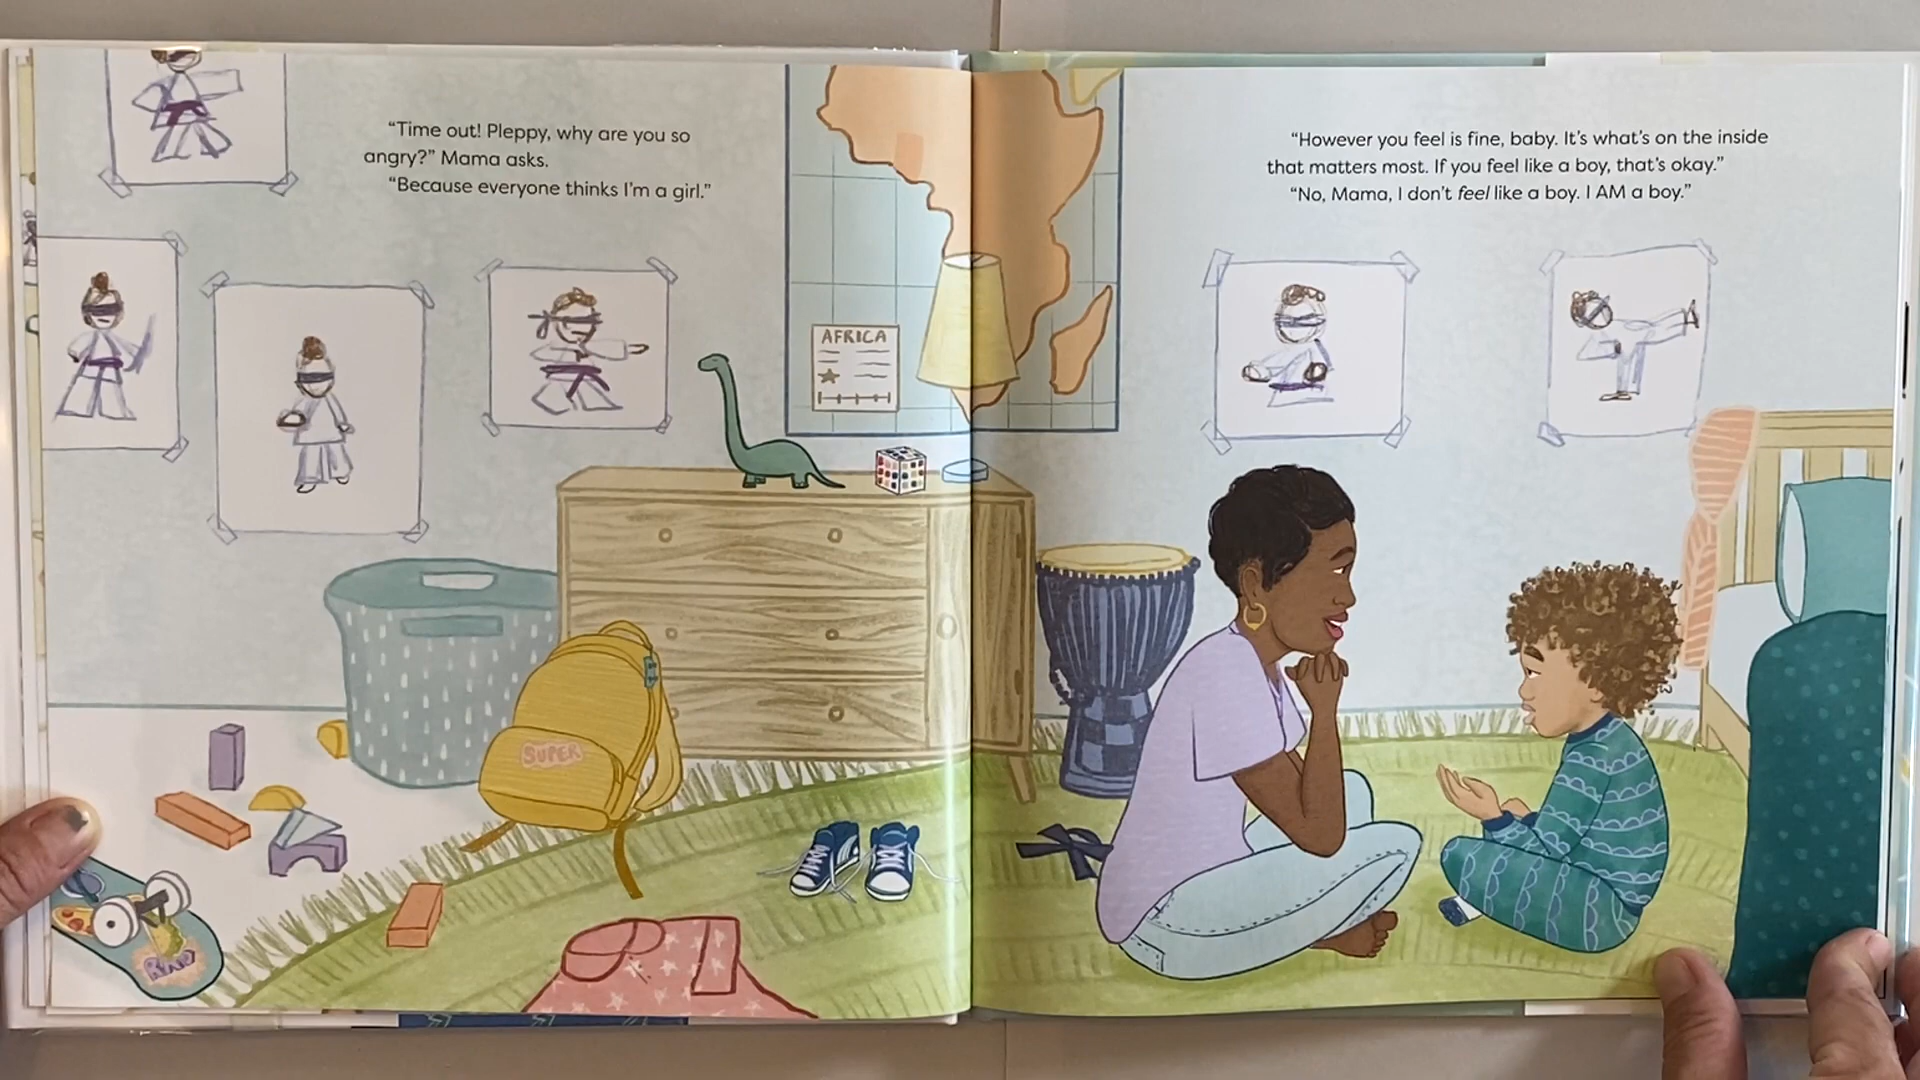 “Time out! Pleppy, why are you so
angry?” Mama asks.
“Because everyone thinks I’m a girl.”
AFRICA
SUPER
“However you feel is fine, baby. It’s what’s on the inside
that matters most. If you feel like a boy, that’s okay.”
“No, Mama, I don’t feel like a boy. I AM a boy.”